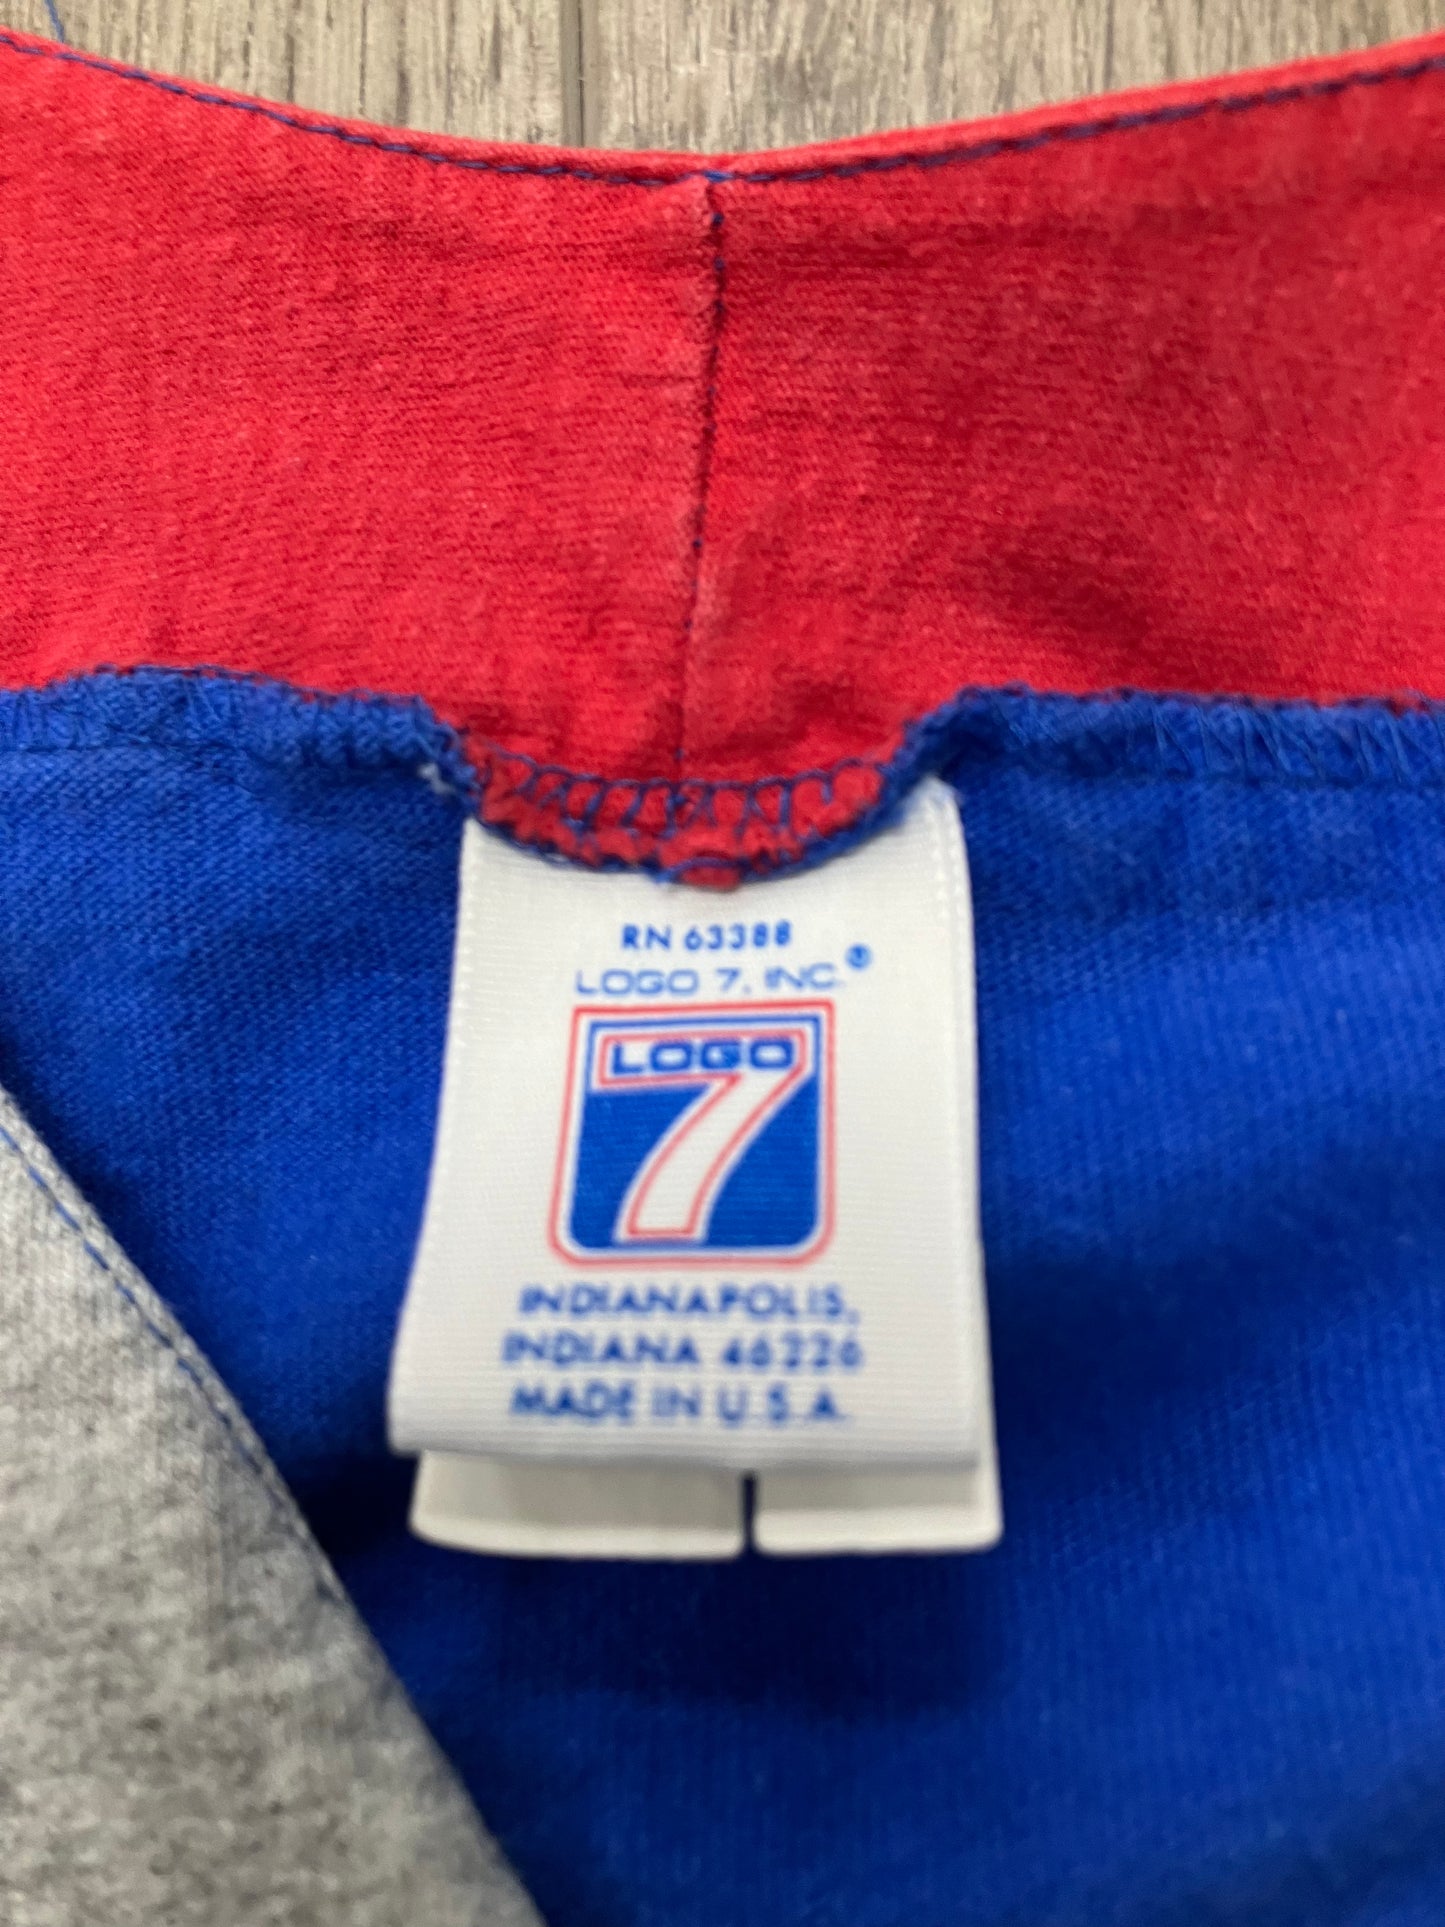 RN 63388
LOGO 7, INC.®
LOGO
7
INDIANAPOLIS,
INDIANA 46226
MADE IN U.S.A.